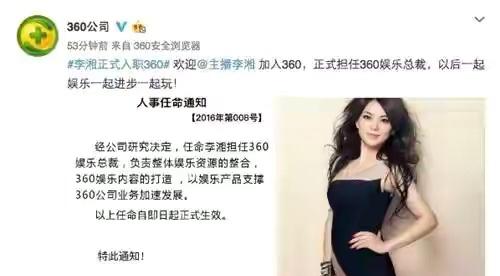 360公司
53分钟前 来自 360安全浏览器
#李湘正式入职360# 欢迎@主播李湘 加入360，正式担任360娱乐总裁，以后一起
娱乐一起进步一起玩！
人事任命通知
【2016年第008号】
经公司研究决定，任命李湘担任360
娱乐总裁，负责整体娱乐资源的整合，
360娱乐内容的打造，以娱乐产品支撑
360公司业务加速发展。
以上任命自即日起正式生效。
特此通知！